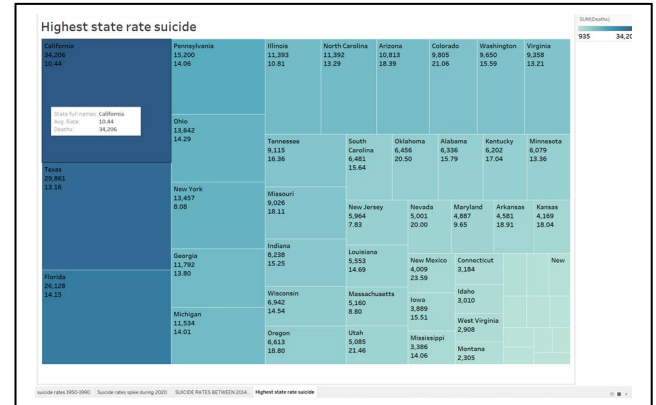 Highest state rate suicide
SUM(Deaths)
935 34,20
California
34,206
10.44
State full names: California
Avg. Rate: 10.44
Deaths: 34,206
Texas
29,861
13.16
Florida
26,128
14.15
Pennsylvania
15,200
14.06
Ohio
13,642
14.29
New York
13,457
8.08
Georgia
11,792
13.80
Michigan
11,534
14.01
Illinois
11,393
10.81
North Carolina
11,392
13.29
Arizona
10,813
18.39
Colorado
9,805
21.06
Washington
9,650
15.59
Virginia
9,358
13.21
Tennessee
9,115
16.36
South
Carolina
6,481
15.64
Oklahoma
6,456
20.50
Alabama
6,336
15.79
Kentucky
6,202
17.04
Minnesota
6,079
13.36
Missouri
9,026
18.11
New Jersey
5,964
7.83
Nevada
5,001
20.00
Maryland
4,887
9.65
Arkansas
4,581
18.91
Kansas
4,169
18.04
Indiana
8,238
15.25
Louisiana
5,553
14.69
New Mexico
4,009
23.59
Connecticut
3,184
New
Wisconsin
6,942
14.54
Massachusetts
5,160
8.80
Iowa
3,889
15.51
Idaho
3,010
West Virginia
2,908
Oregon
6,613
18.80
Utah
5,085
21.46
Mississippi
3,386
14.06
Montana
2,305
suicide rates 1950-1990 Suicide rates spike during 2020 SUICIDE RATES BETWEEN 2014... Highest state rate suicide